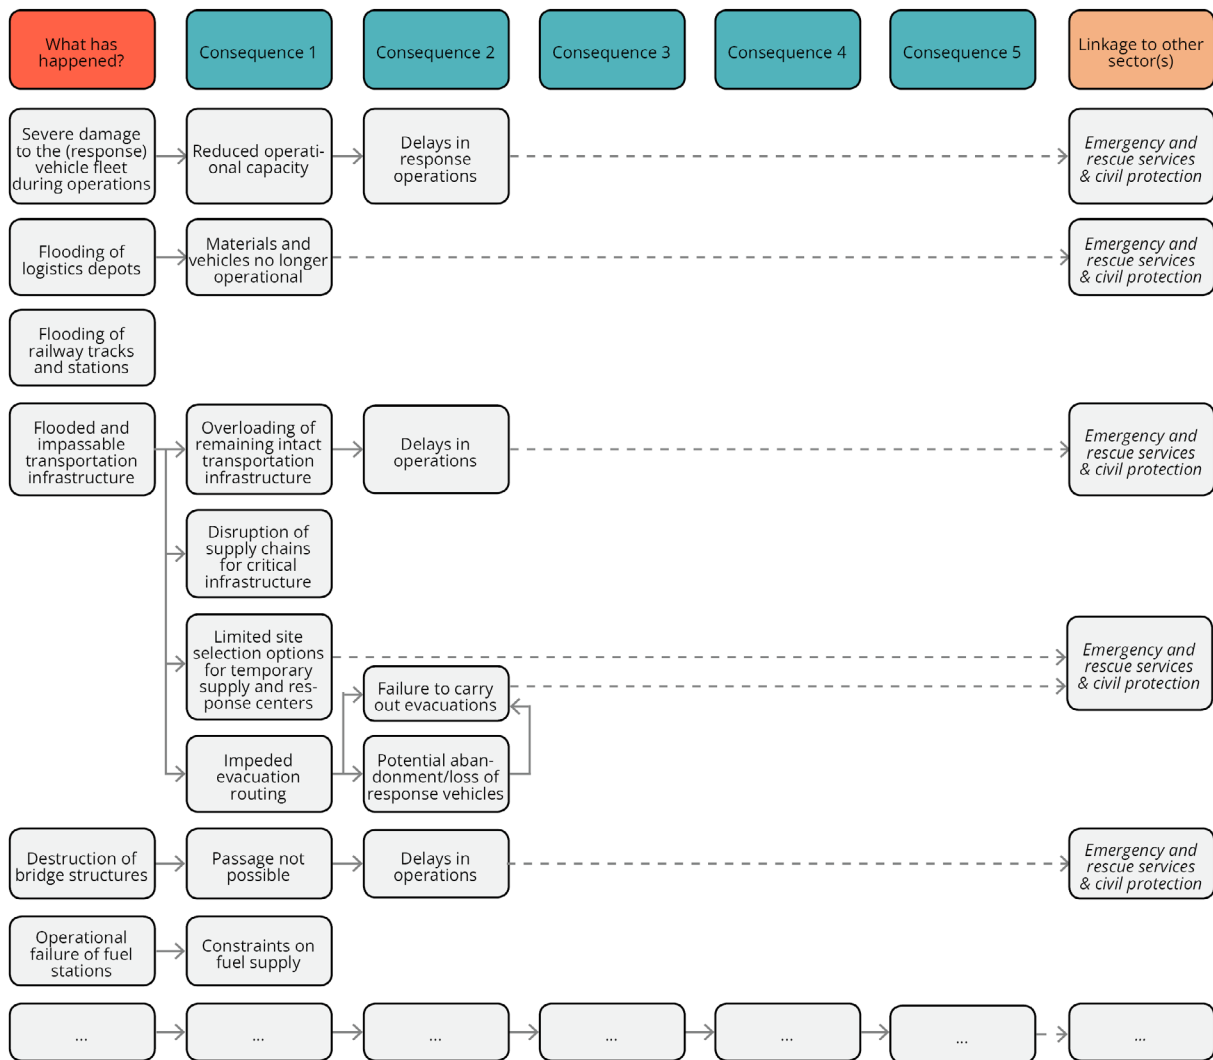 What has
happened?
Consequence 1
Consequence 2
Consequence 3
Consequence 4
Consequence 5
Linkage to other
sector(s)
Severe damage
to the (response)
vehicle fleet
during operations
Reduced operati-
onal capacity
Delays in
response
operations
Emergency and
rescue services
& civil protection
Flooding of
logistics depots
Materials and
vehicles no longer
operational
Emergency and
rescue services
& civil protection
Flooding of
railway tracks
and stations
Flooded and
impassable
transportation
infrastructure
Overloading of
remaining intact
transportation
infrastructure
Delays in
operations
Emergency and
rescue services
& civil protection
Disruption of
supply chains
for critical
infrastructure
Limited site
selection options
for temporary
supply and res-
ponse centers
Failure to carry
out evacuations
Emergency and
rescue services
& civil protection
Impeded
evacuation
routing
Potential aban-
donment/loss of
response vehicles
Destruction of
bridge structures
Passage not
possible
Delays in
operations
Emergency and
rescue services
& civil protection
Operational
failure of fuel
stations
Constraints on
fuel supply
...
...
...
...
...
...
...